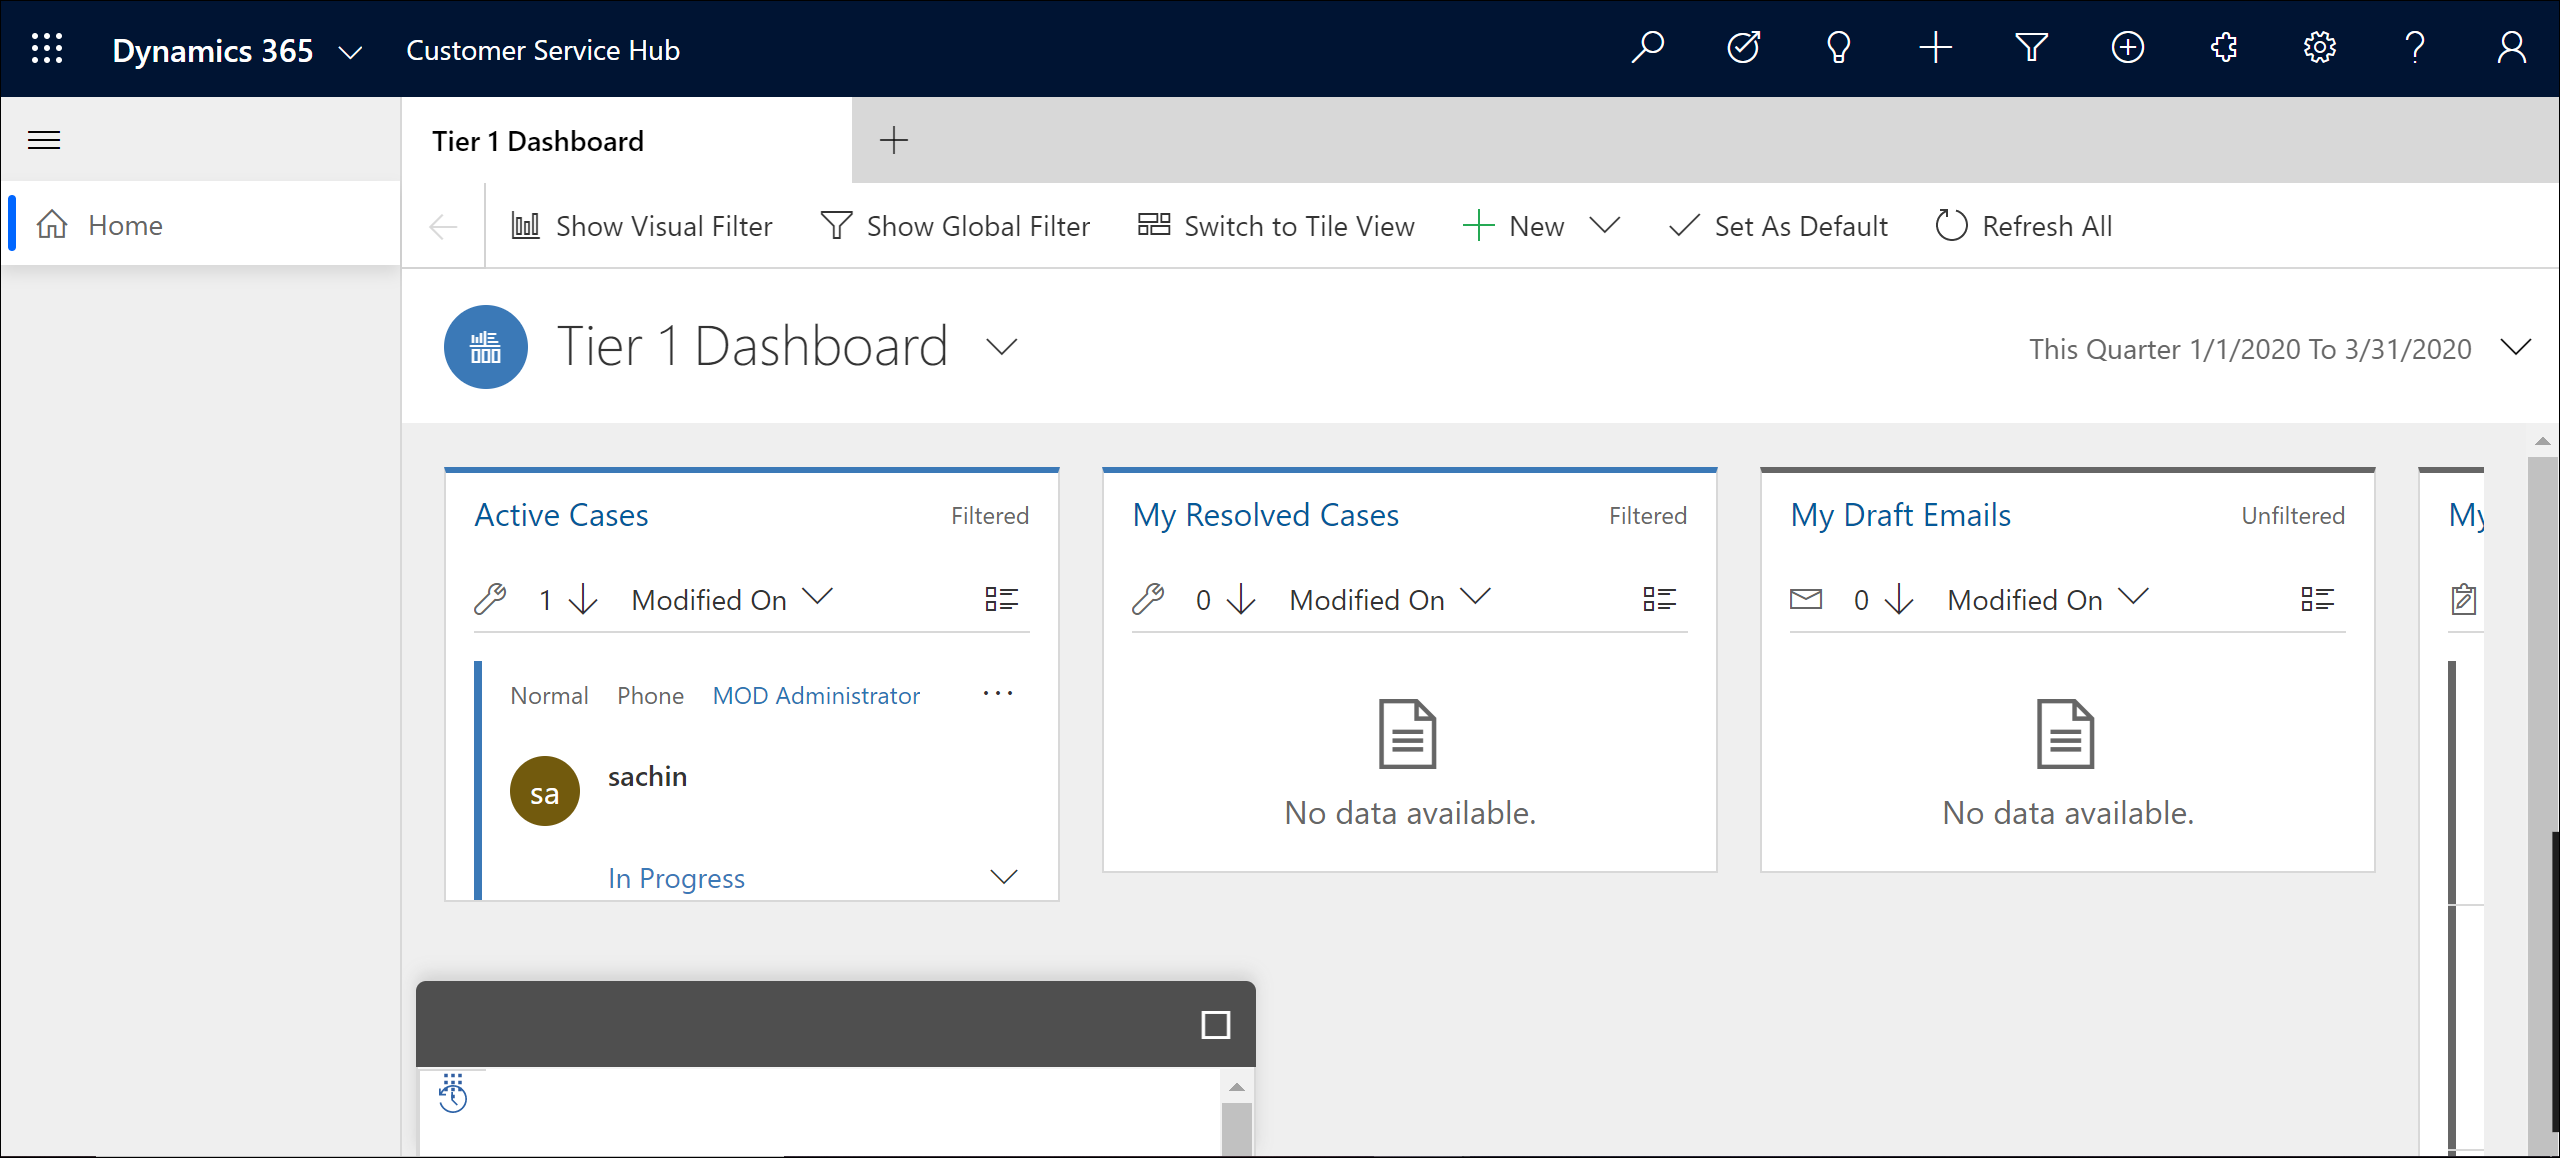 Dynamics 365 Customer Service Hub
Tier 1 Dashboard
Home
Show Visual Filter Show Global Filter Switch to Tile View New Set As Default Refresh All
Tier 1 Dashboard
This Quarter 1/1/2020 To 3/31/2020
Active Cases Filtered
1 Modified On
Normal Phone MOD Administrator
sa
sachin
In Progress
My Resolved Cases Filtered
0 Modified On
No data available.
My Draft Emails Unfiltered
0 Modified On
No data available.
My